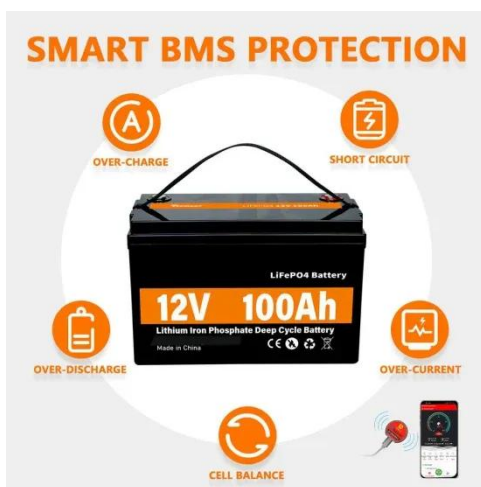 SMART BMS PROTECTION
A
OVER-CHARGE
SHORT CIRCUIT
LiFePO4 Battery
12V 100Ah
Lithium Iron Phosphate Deep Cycle Battery
Made in China
CE
OVER-DISCHARGE
OVER-CURRENT
CELL BALANCE